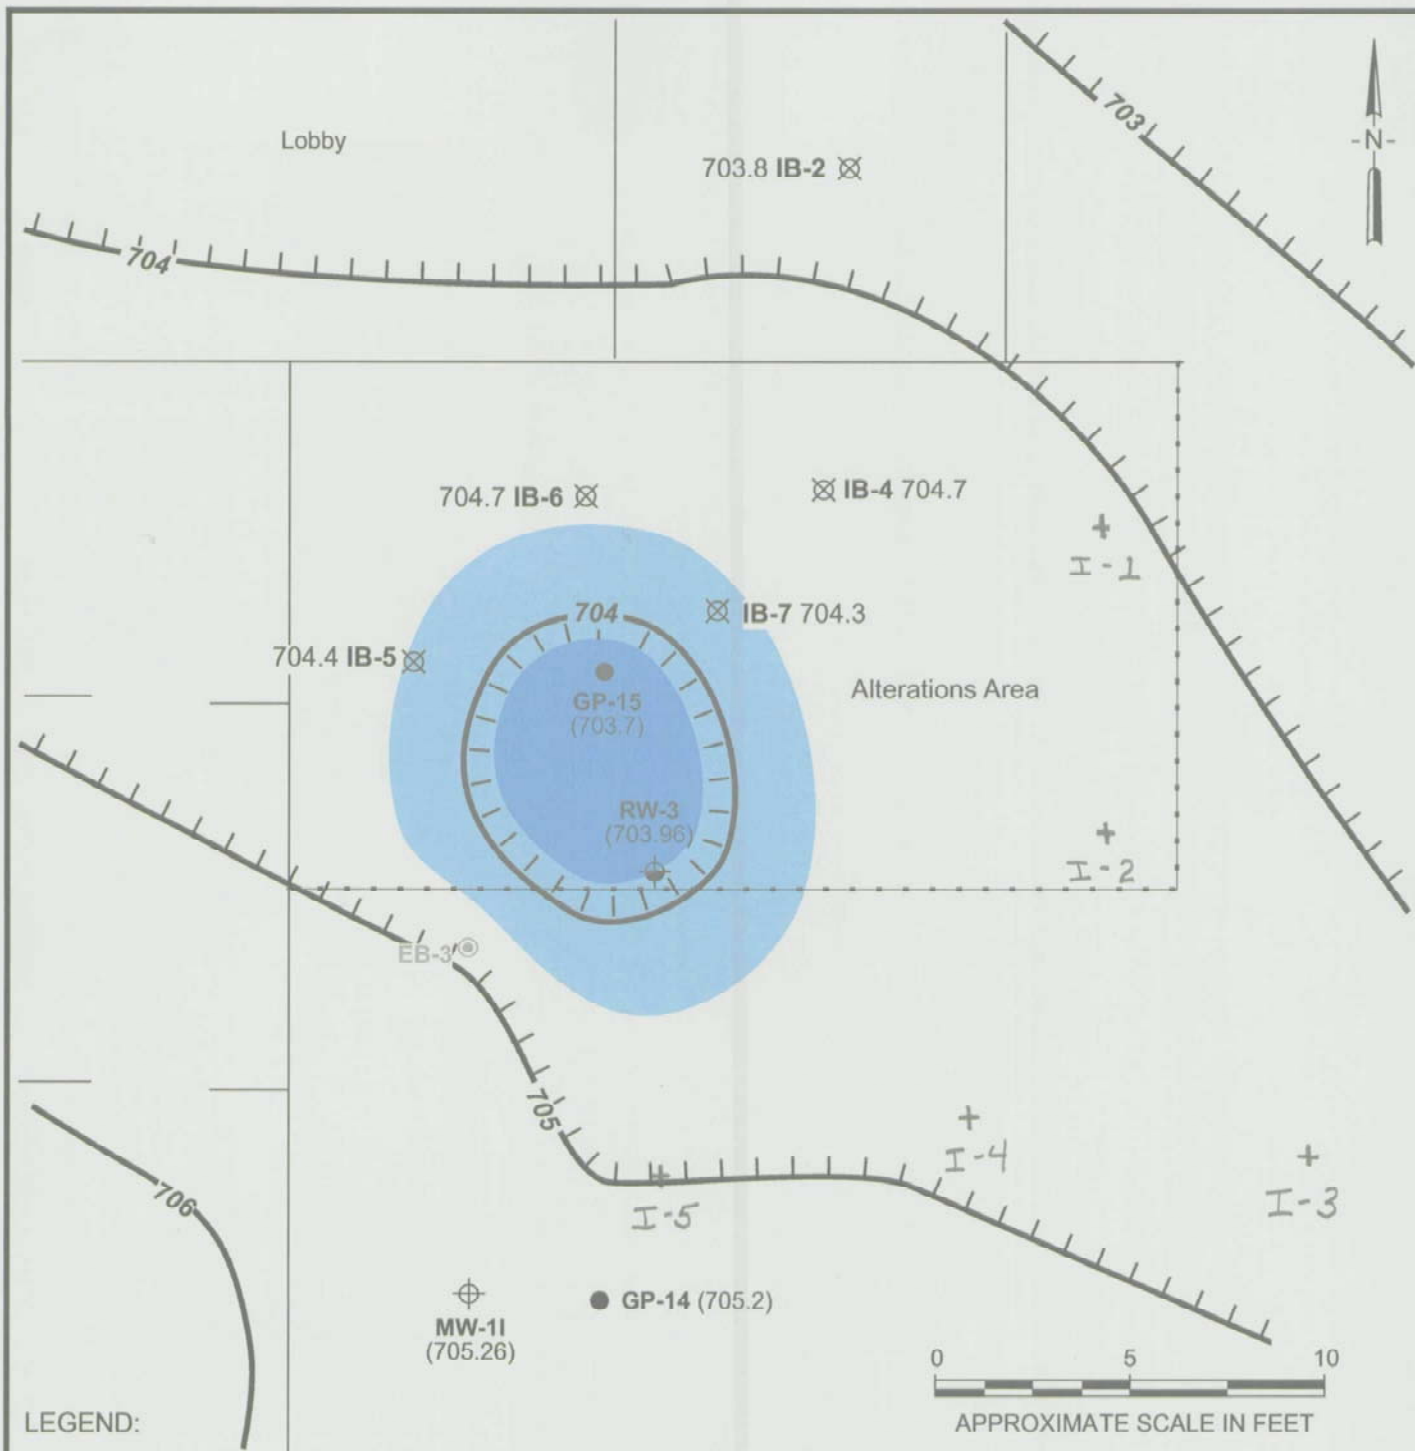 703
-N-
Lobby
703.8 IB-2
704
704.7 IB-6
IB-4 704.7
I-1
704
IB-7 704.3
704.4 IB-5
GP-15
(703.7)
Alterations Area
RW-3
(703.96)
I-2
EB-3
705
I-4
I-3
I-5
706
MW-1I
(705.26)
GP-14 (705.2)
0 5 10
APPROXIMATE SCALE IN FEET
LEGEND: